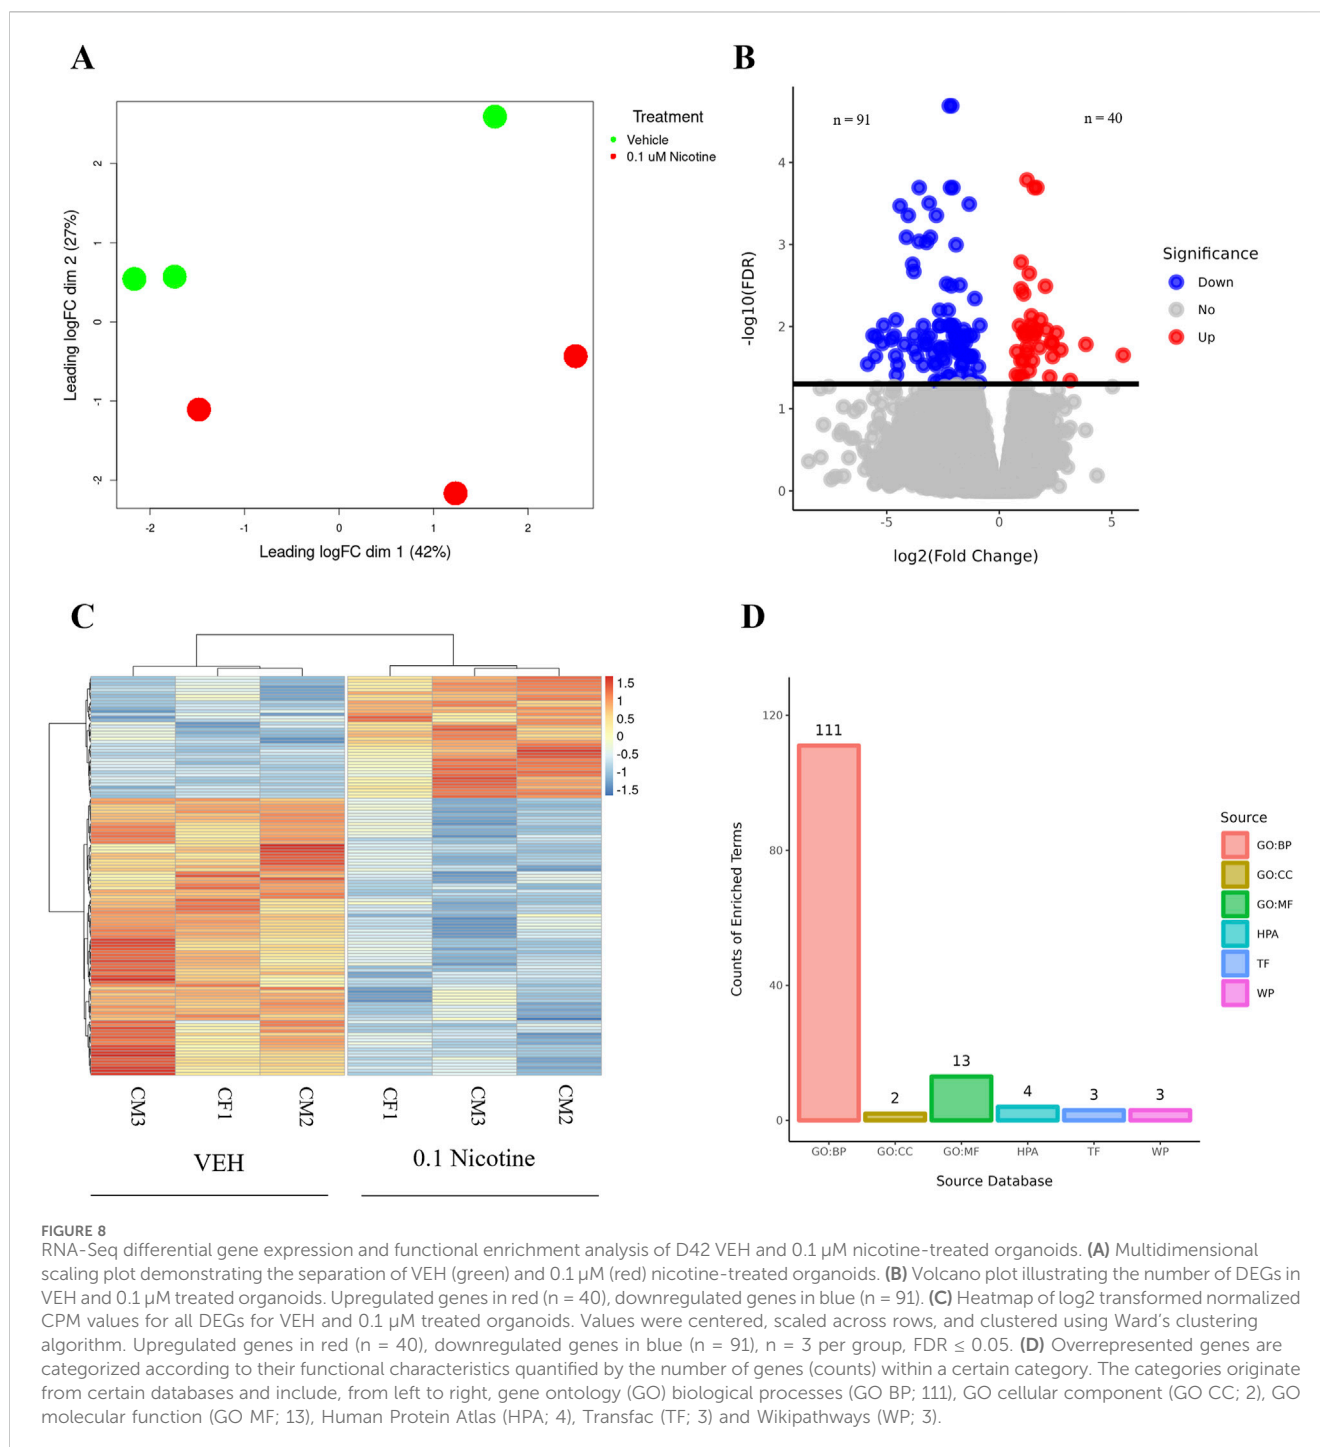 A
Treatment
Vehicle
0.1 uM Nicotine
Leading logFC dim 2 (27%)
2
1
0
-1
-2
-2
-1
0
1
2
Leading logFC dim 1 (42%)
B
n = 91
n = 40
-log10(FDR)
4
3
2
1
0
-5
0
5
log2(Fold Change)
Significance
Down
No
Up
C
1.5
1
0.5
0
-0.5
-1
-1.5
CM3
CF1
CM2
CF1
CM3
CM2
VEH
0.1 Nicotine
D
Counts of Enriched Terms
120
80
40
0
111
2
13
4
3
3
GO:BP
GO:CC
GO:MF
HPA
TF
WP
Source Database
Source
GO:BP
GO:CC
GO:MF
HPA
TF
WP
FIGURE 8
RNA-Seq differential gene expression and functional enrichment analysis of D42 VEH and 0.1 µM nicotine-treated organoids. (A) Multidimensional
scaling plot demonstrating the separation of VEH (green) and 0.1 µM (red) nicotine-treated organoids. (B) Volcano plot illustrating the number of DEGs in
VEH and 0.1 µM treated organoids. Upregulated genes in red (n = 40), downregulated genes in blue (n = 91). (C) Heatmap of log2 transformed normalized
CPM values for all DEGs for VEH and 0.1 µM treated organoids. Values were centered, scaled across rows, and clustered using Ward's clustering
algorithm. Upregulated genes in red (n = 40), downregulated genes in blue (n = 91), n = 3 per group, FDR ≤ 0.05. (D) Overrepresented genes are
categorized according to their functional characteristics quantified by the number of genes (counts) within a certain category. The categories originate
from certain databases and include, from left to right, gene ontology (GO) biological processes (GO BP; 111), GO cellular component (GO CC; 2), GO
molecular function (GO MF; 13), Human Protein Atlas (HPA; 4), Transfac (TF; 3) and Wikipathways (WP; 3).